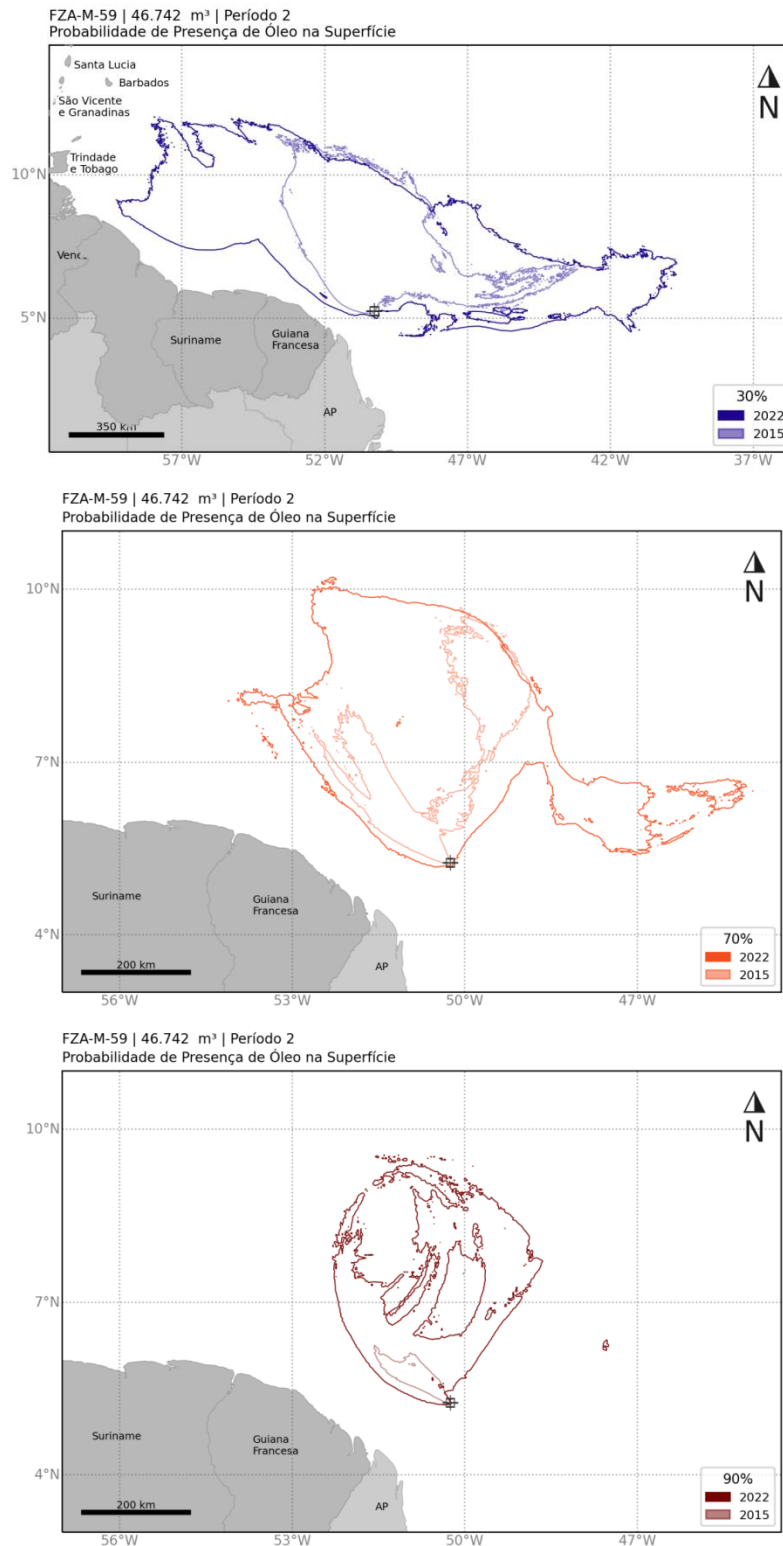 FZA-M-59 | 46.742 m³ | Período 2
Probabilidade de Presença de Óleo na Superfície
Santa Lucia
Barbados
São Vicente
e Granadinas
N
Trindade
e Tobago
10°N
5°N
Suriname
Guiana
Francesa
AP
350 km
30%
2022
2015
57°W
52°W
47°W
42°W
37°W
FZA-M-59 | 46.742 m³ | Período 2
Probabilidade de Presença de Óleo na Superfície
N
10°N
7°N
4°N
Suriname
Guiana
Francesa
AP
200 km
70%
2022
2015
56°W
53°W
50°W
47°W
FZA-M-59 | 46.742 m³ | Período 2
Probabilidade de Presença de Óleo na Superfície
N
10°N
7°N
4°N
Suriname
Guiana
Francesa
AP
200 km
90%
2022
2015
56°W
53°W
50°W
47°W